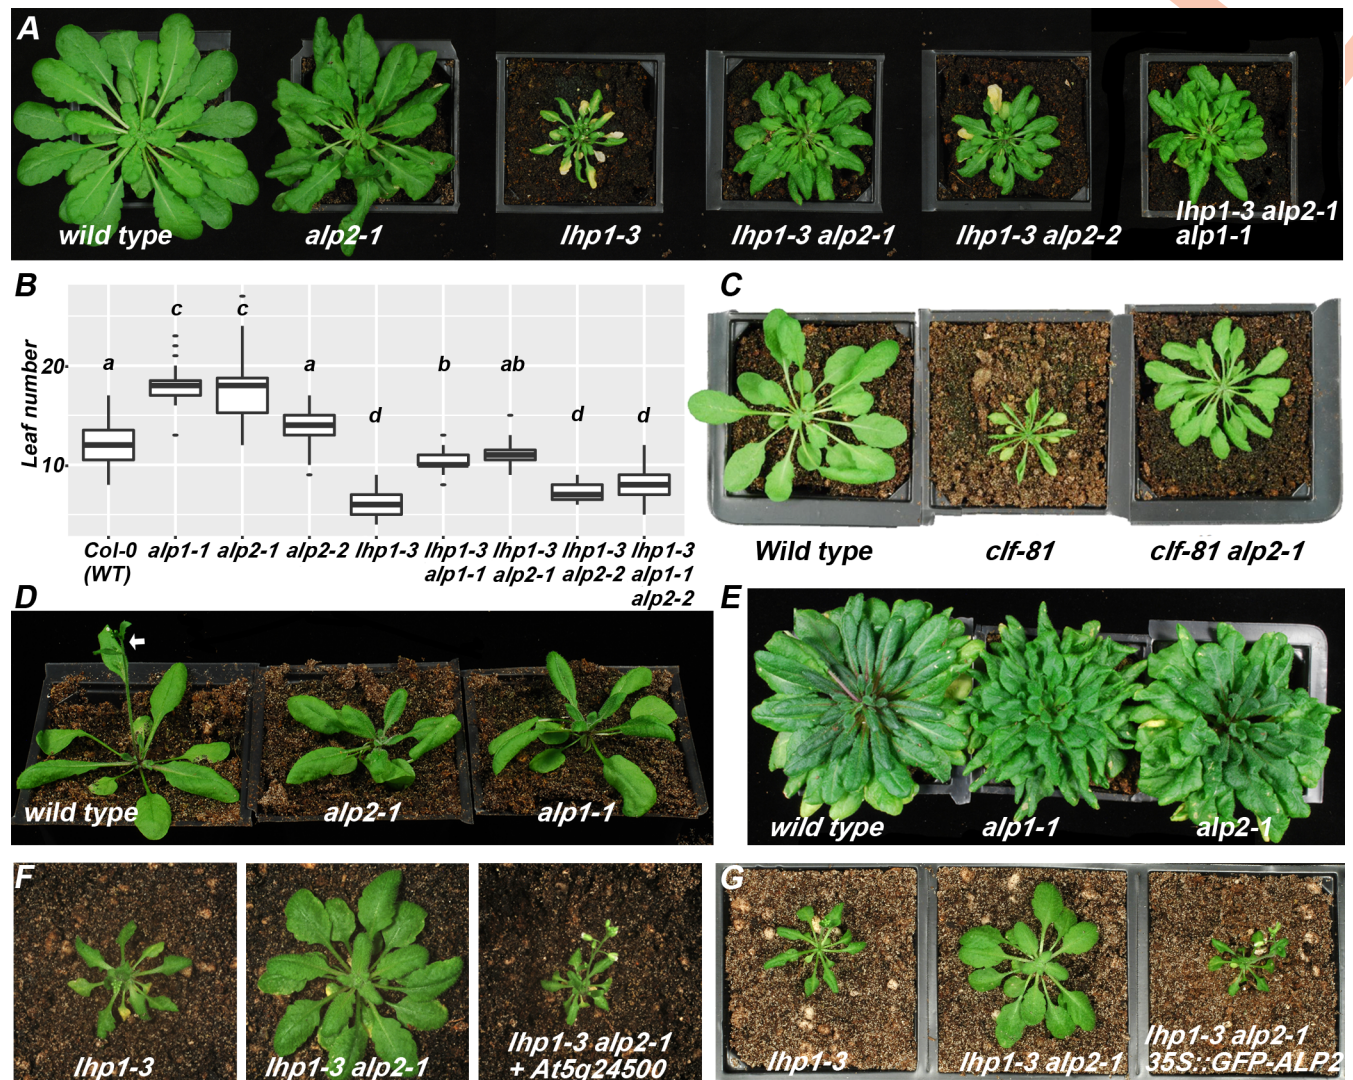 A
wild type
alp2-1
lhp1-3
lhp1-3 alp2-1
lhp1-3 alp2-2
lhp1-3 alp2-1
alp1-1
B
Leaf number
20
10
a
c
c
a
d
b
ab
d
d
Col-0
(WT)
alp1-1
alp2-1
alp2-2
lhp1-3
lhp1-3
alp1-1
lhp1-3
alp2-1
lhp1-3
alp2-2
lhp1-3
alp1-1
alp2-2
C
Wild type
clf-81
clf-81 alp2-1
D
wild type
alp2-1
alp1-1
E
wild type
alp1-1
alp2-1
F
lhp1-3
lhp1-3 alp2-1
lhp1-3 alp2-1
+ At5g24500
G
lhp1-3
lhp1-3 alp2-1
lhp1-3 alp2-1
35S::GFP-ALP2